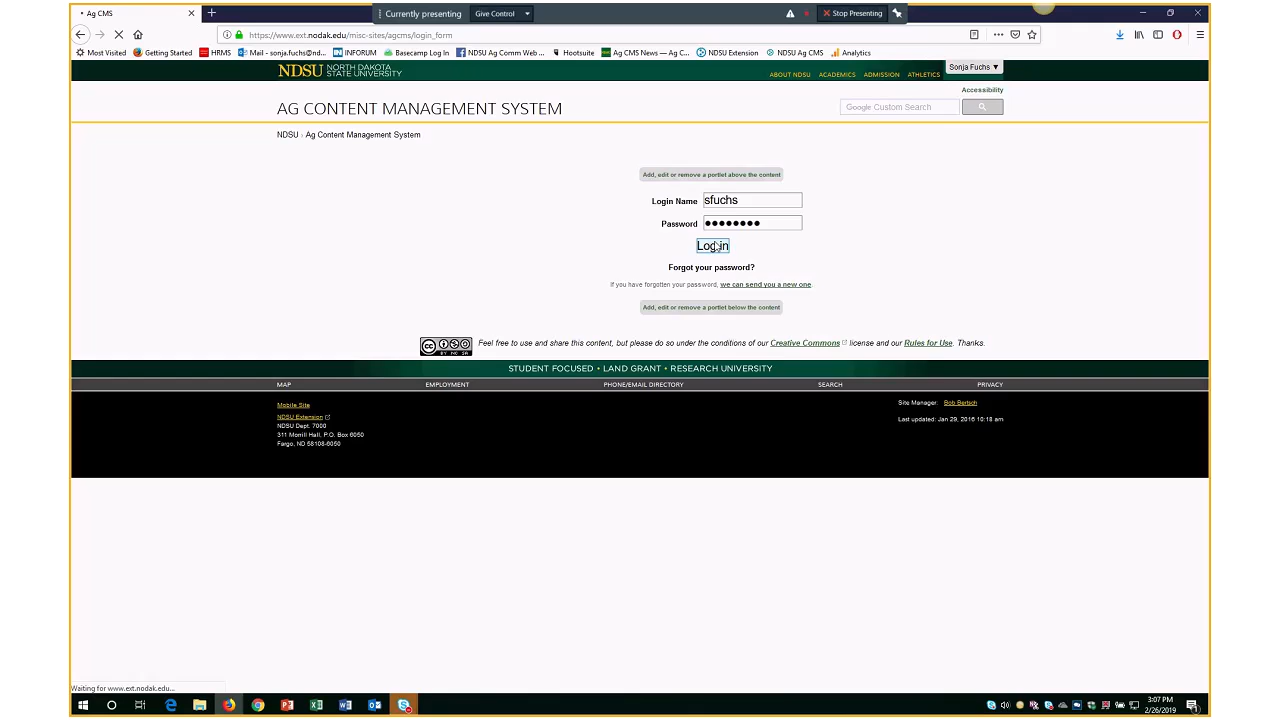 Ag CMS
Currently presenting
Give Control
Stop Presenting
https://www.ext.nodak.edu/misc-sites/agcms/login_form
Most Visited
Getting Started
HRMS
Mail - sonja.fuchs@nd...
INFORUM
Basecamp Log In
NDSU Ag Comm Web ...
Hootsuite
Ag CMS News — Ag C...
NDSU Extension
NDSU Ag CMS
Analytics
NDSU NORTH DAKOTA
STATE UNIVERSITY
ABOUT NDSU
ACADEMICS
ADMISSION
ATHLETICS
Sonja Fuchs ▼
Accessibility
AG CONTENT MANAGEMENT SYSTEM
Google Custom Search
NDSU › Ag Content Management System
Add, edit or remove a portlet above the content
Login Name sfuchs
Password ●●●●●●●●
Log in
Forgot your password?
If you have forgotten your password, we can send you a new one.
Add, edit or remove a portlet below the content
CC BY NC SA
Feel free to use and share this content, but please do so under the conditions of our Creative Commons license and our Rules for Use. Thanks.
STUDENT FOCUSED • LAND GRANT • RESEARCH UNIVERSITY
MAP
EMPLOYMENT
PHONE/EMAIL DIRECTORY
SEARCH
PRIVACY
Mobile Site
NDSU Extension
NDSU Dept. 7000
311 Morrill Hall, P.O. Box 6050
Fargo, ND 58108-6050
Site Manager: Bob Bertsch
Last updated: Jan 29, 2016 10:18 am
Waiting for www.ext.nodak.edu...
3:07 PM
2/26/2019